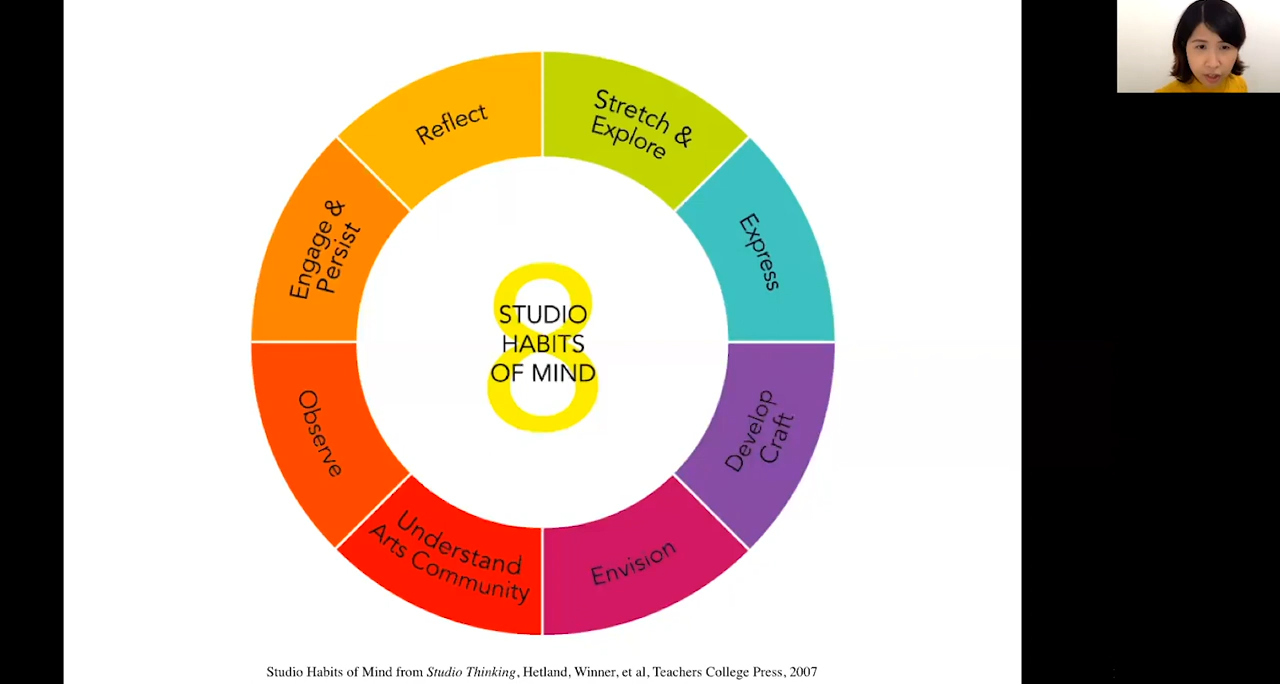 Stretch &
Explore
Express
Develop
Craft
Envision
Understand
Arts Community
Observe
Engage &
Persist
Reflect
8
STUDIO
HABITS
OF MIND
Studio Habits of Mind from Studio Thinking, Hetland, Winner, et al, Teachers College Press, 2007